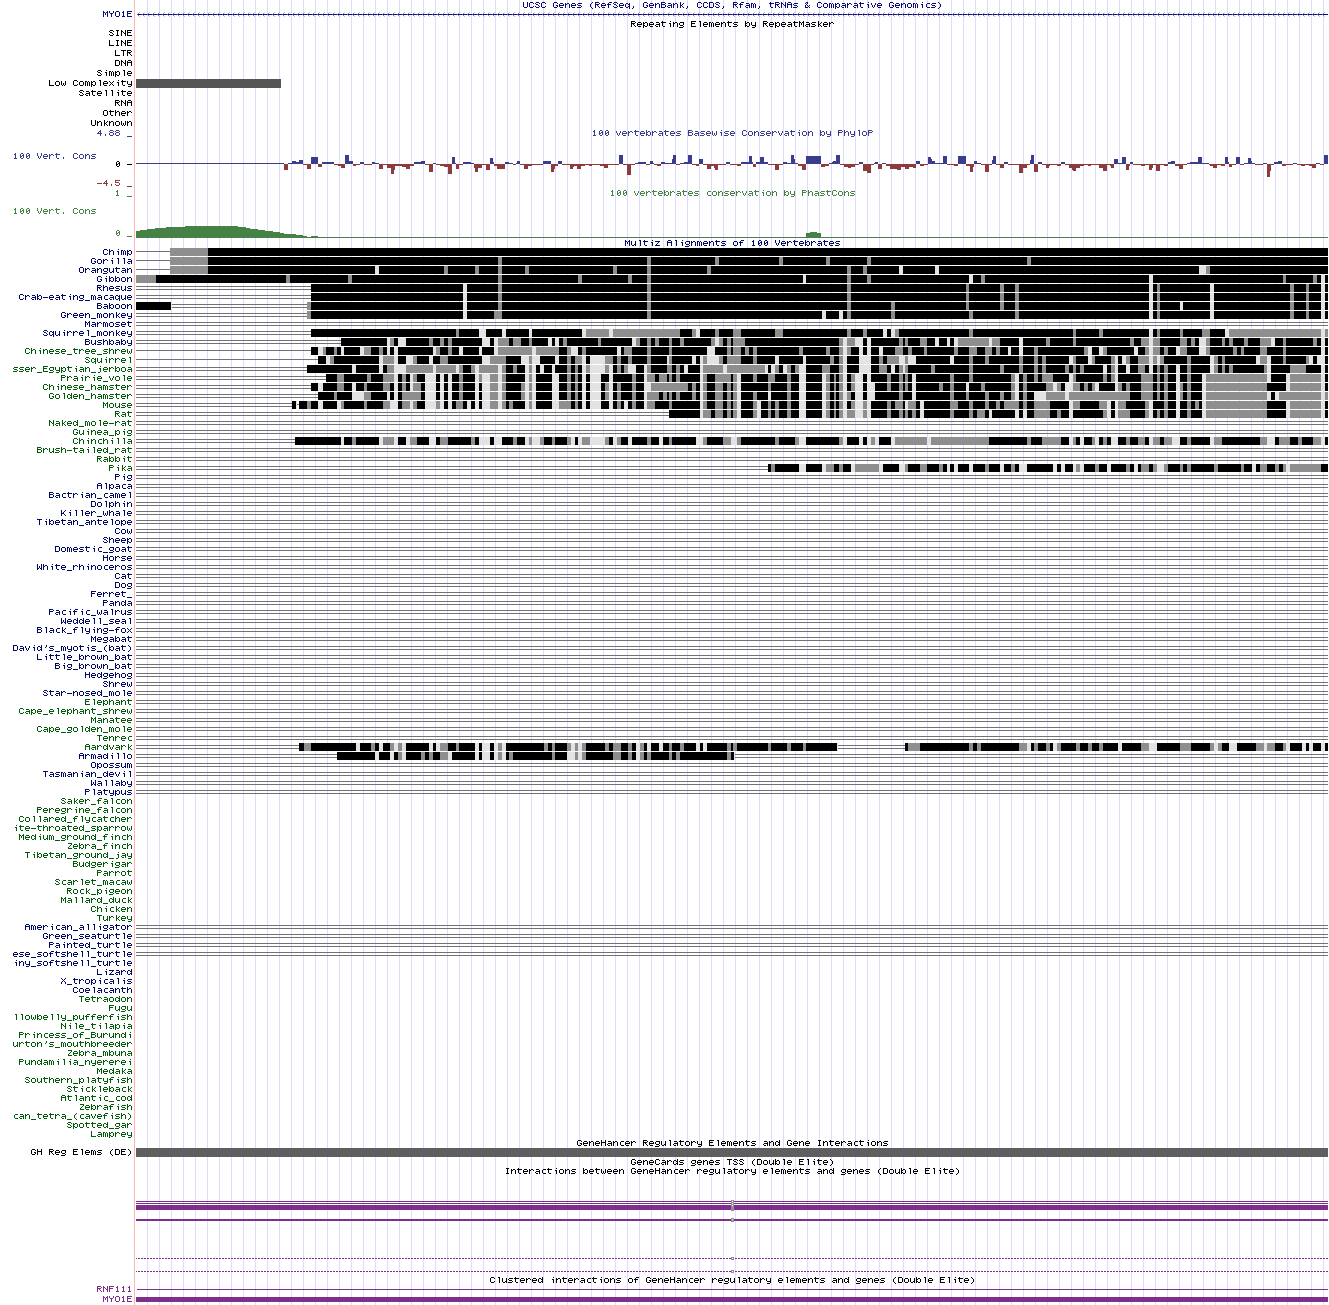 UCSC Genes (RefSeq, GenBank, CCDS, Rfam, tRNAs & Comparative Genomics)
MYO1E
Repeating Elements by RepeatMasker
SINE
LINE
LTR
DNA
Simple
Low Complexity
Satellite
RNA
Other
Unknown
4.88 _
100 vertebrates Basewise Conservation by PhyloP
100 Vert. Cons
0 -
-4.5 _
1 _
100 vertebrates conservation by PhastCons
100 Vert. Cons
0 _
Multiz Alignments of 100 Vertebrates
Chimp
Gorilla
Orangutan
Gibbon
Rhesus
Crab-eating_macaque
Baboon
Green_monkey
Marmoset
Squirrel_monkey
Bushbaby
Chinese_tree_shrew
Squirrel
sser_Egyptian_jerboa
Prairie_vole
Chinese_hamster
Golden_hamster
Mouse
Rat
Naked_mole-rat
Guinea_pig
Chinchilla
Brush-tailed_rat
Rabbit
Pika
Pig
Alpaca
Bactrian_camel
Dolphin
Killer_whale
Tibetan_antelope
Cow
Sheep
Domestic_goat
Horse
White_rhinoceros
Cat
Dog
Ferret_
Panda
Pacific_walrus
Weddell_seal
Black_flying-fox
Megabat
David's_myotis_(bat)
Little_brown_bat
Big_brown_bat
Hedgehog
Shrew
Star-nosed_mole
Elephant
Cape_elephant_shrew
Manatee
Cape_golden_mole
Tenrec
Aardvark
Armadillo
Opossum
Tasmanian_devil
Wallaby
Platypus
Saker_falcon
Peregrine_falcon
Collared_flycatcher
ite-throated_sparrow
Medium_ground_finch
Zebra_finch
Tibetan_ground_jay
Budgerigar
Parrot
Scarlet_macaw
Rock_pigeon
Mallard_duck
Chicken
Turkey
American_alligator
Green_seaturtle
Painted_turtle
ese_softshell_turtle
iny_softshell_turtle
Lizard
X_tropicalis
Coelacanth
Tetraodon
Fugu
llowbelly_pufferfish
Nile_tilapia
Princess_of_Burundi
urton's_mouthbreeder
Zebra_mbuna
Pundamilia_nyererei
Medaka
Southern_platyfish
Stickleback
Atlantic_cod
Zebrafish
can_tetra_(cavefish)
Spotted_gar
Lamprey
GeneHancer Regulatory Elements and Gene Interactions
GH Reg Elems (DE)
GeneCards genes TSS (Double Elite)
Interactions between GeneHancer regulatory elements and genes (Double Elite)
Clustered interactions of GeneHancer regulatory elements and genes (Double Elite)
RNF111
MYO1E